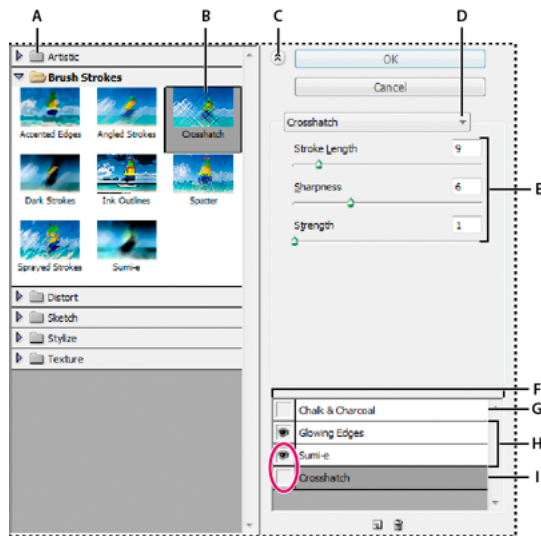 A
B
C
D
Artistic
OK
Brush Strokes
Cancel
Accented Edges
Angled Strokes
Crosshatch
Crosshatch
Stroke Length
9
Sharpness
6
E
Dark Strokes
Ink Outlines
Spatter
Strength
1
Sprayed Strokes
Sumi-e
Distort
Sketch
Stylize
Texture
F
Chalk & Charcoal
G
Glowing Edges
H
Sumi-e
Crosshatch
I